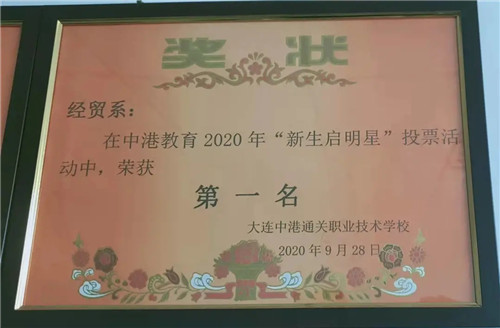 奖状
经贸系：
在中港教育2020年“新生启明星”投票活
动中，荣获
第一名
大连中港通关职业技术学校
2020年9月28日